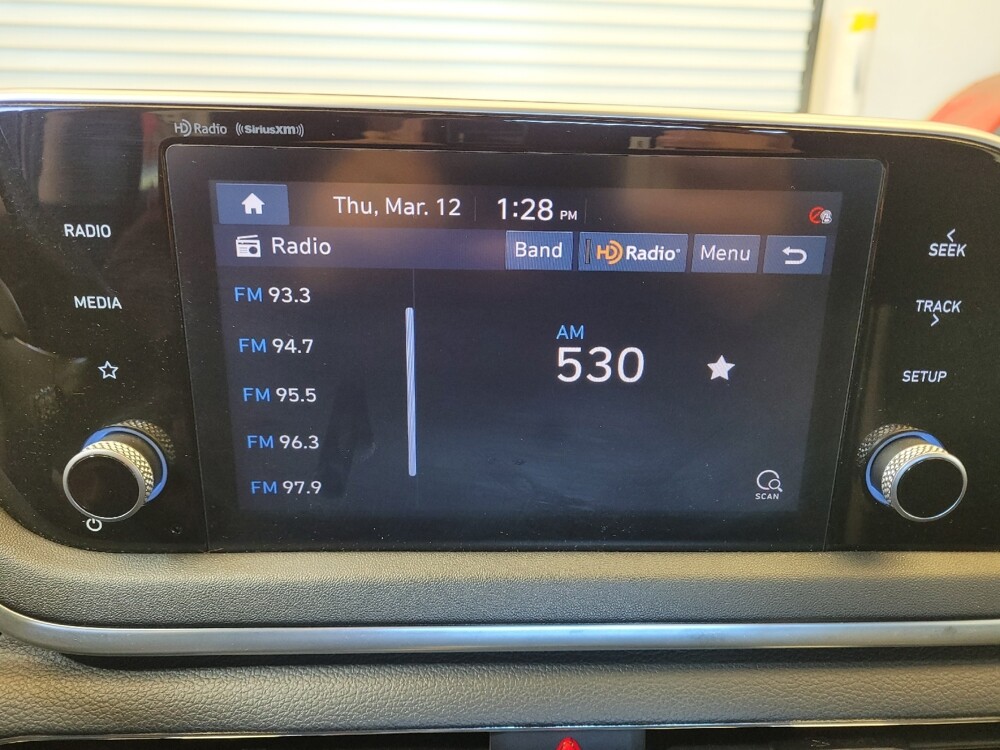 HD Radio ((SiriusXM))
Thu, Mar. 12 1:28 PM
Radio Band HD Radio® Menu
FM 93.3
FM 94.7
FM 95.5
FM 96.3
FM 97.9
AM
530
SCAN
RADIO
MEDIA
< SEEK
TRACK >
SETUP